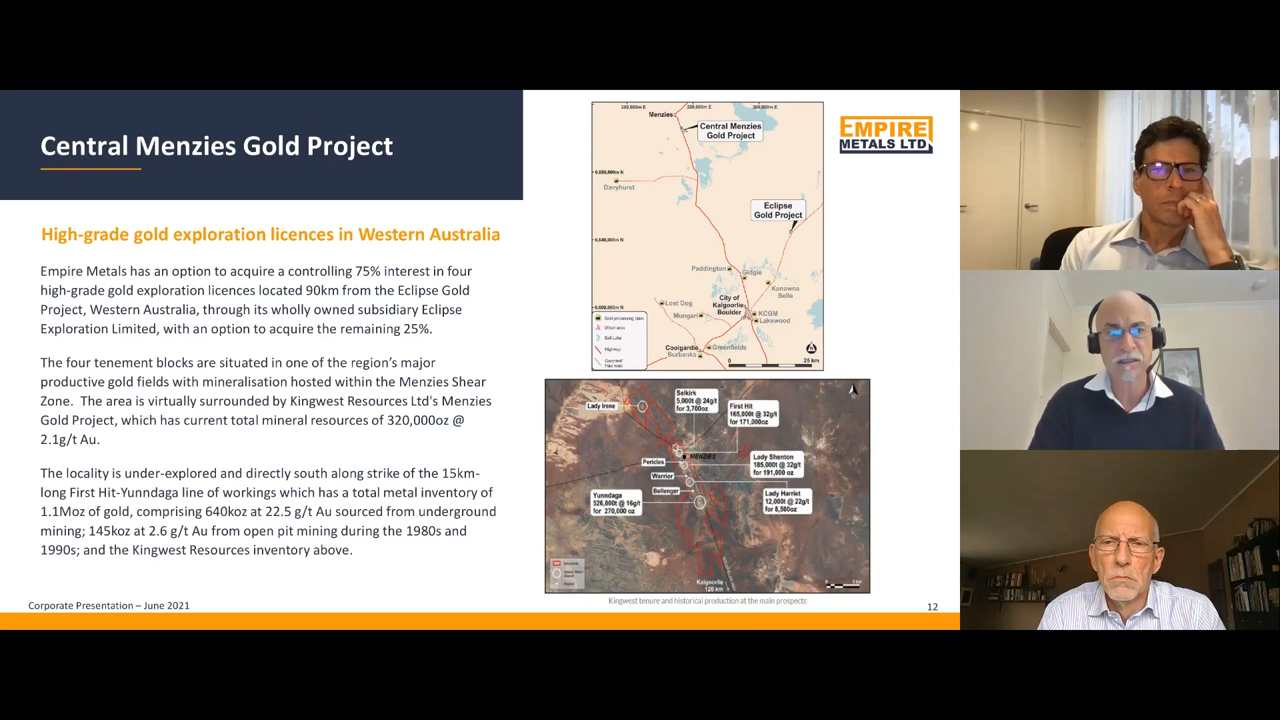 Central Menzies Gold Project
High-grade gold exploration licences in Western Australia
Empire Metals has an option to acquire a controlling 75% interest in four
high-grade gold exploration licences located 90km from the Eclipse Gold
Project, Western Australia, through its wholly owned subsidiary Eclipse
Exploration Limited, with an option to acquire the remaining 25%.
The four tenement blocks are situated in one of the region's major
productive gold fields with mineralisation hosted within the Menzies Shear
Zone. The area is virtually surrounded by Kingwest Resources Ltd's Menzies
Gold Project, which has current total mineral resources of 320,000oz @
2.1g/t Au.
The locality is under-explored and directly south along strike of the 15km-
long First Hit-Yunndaga line of workings which has a total metal inventory of
1.1Moz of gold, comprising 640koz at 22.5 g/t Au sourced from underground
mining; 145koz at 2.6 g/t Au from open pit mining during the 1980s and
1990s; and the Kingwest Resources inventory above.
Corporate Presentation – June 2021
Menzies
Central Menzies
Gold Project
Davyhurst
Eclipse
Gold Project
Paddington
Gidgie
Kanowna
Belle
Lost Dog
City of
Kalgoorlie
Boulder
Mungari
KCGM
Lakewood
Coolgardie
Greenfields
Burbanks
Gold processing plant
Urban area
Salt Lake
Highway
0 25 km
EMPIRE
METALS LTD
Lady Irene
Selkirk
5,000t @ 24g/t
for 3,700oz
First Hit
165,000t @ 32g/t
for 171,000oz
MENZIES
Pericles
Lady Shenton
185,000t @ 32g/t
for 191,000 oz
Warrior
Bellenger
Yunndaga
526,000t @ 16g/t
for 270,000 oz
Lady Harriet
12,000t @ 22g/t
for 8,500oz
Kalgoorlie
120 km
Kingwest tenure and historical production at the main prospects
12